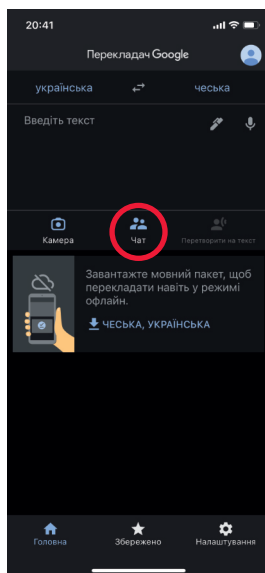 20:41
Перекладач Google
українська
чеська
Введіть текст
Камера
Чат
Перетворити на текст
Завантажте мовний пакет, щоб
перекладати навіть у режимі
офлайн.
ЧЕСЬКА, УКРАЇНСЬКА
Головна
Збережено
Налаштування